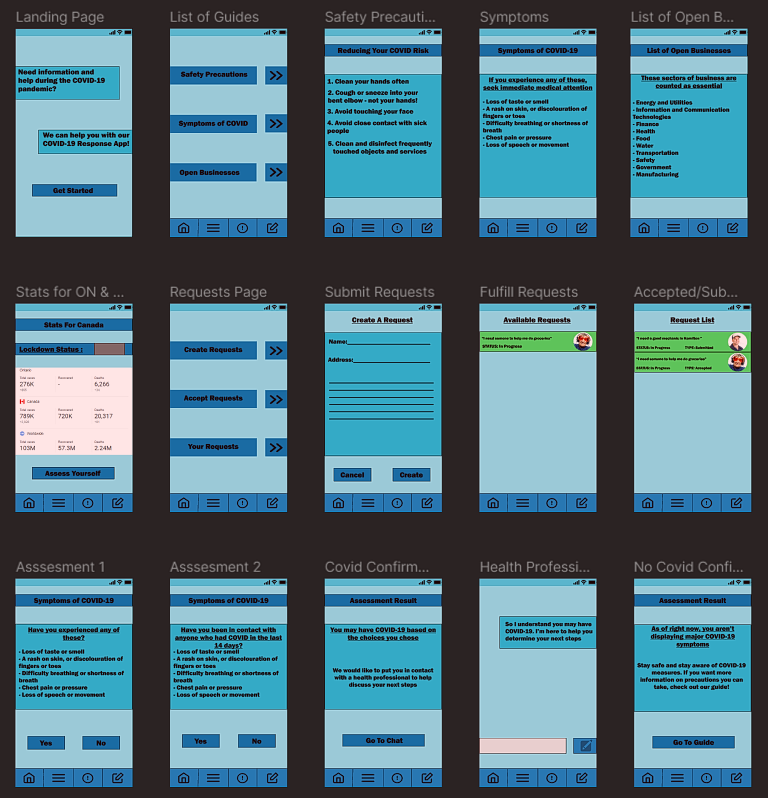 Landing Page
List of Guides
Safety Precauti...
Symptoms
List of Open B...
Need information and
help during the COVID-19
pandemic?
We can help you with our
COVID-19 Response App!
Get Started
Safety Precautions
Symptoms of COVID
Open Businesses
Reducing Your COVID Risk
1. Clean your hands often
2. Cough or sneeze into your
bent elbow - not your hands!
3. Avoid touching your face
4. Avoid close contact with sick
people
5. Clean and disinfect frequently
touched objects and services
Symptoms of COVID-19
If you experience any of these,
seek immediate medical attention
- Loss of taste or smell
- A rash on skin, or discolouration of
fingers or toes
- Difficulty breathing or shortness of
breath
- Chest pain or pressure
- Loss of speech or movement
List of Open Businesses
These sectors of business are
counted as essential
- Energy and Utilities
- Information and Communication
Technologies
- Finance
- Health
- Food
- Water
- Transportation
- Safety
- Government
- Manufacturing
Stats for ON & ...
Requests Page
Submit Requests
Fulfill Requests
Accepted/Sub...
Stats For Canada
Lockdown Status :
Ontario
Total cases Recovered Deaths
276K - 6,266
Canada
Total cases Recovered Deaths
789K 720K 20,317
Worldwide
Total cases Recovered Deaths
103M 57.3M 2.24M
Assess Yourself
Create Requests
Accept Requests
Your Requests
Create A Request
Name:
Address:
Cancel
Create
Available Requests
"I need someone to help me do groceries"
STATUS: In Progress
Request List
"I need a good vaccinate in Hamilton"
STATUS: In Progress TYPE: Submitted
"I need someone to help me do groceries"
STATUS: In Progress TYPE: Accepted
Asssesment 1
Asssesment 2
Covid Confirm...
Health Professi...
No Covid Confi...
Symptoms of COVID-19
Have you experienced any of
these?
- Loss of taste or smell
- A rash on skin, or discolouration of
fingers or toes
- Difficulty breathing or shortness of
breath
- Chest pain or pressure
- Loss of speech or movement
Yes
No
Symptoms of COVID-19
Have you been in contact with
anyone who had COVID in the last
14 days?
- Loss of taste or smell
- A rash on skin, or discolouration of
fingers or toes
- Difficulty breathing or shortness of
breath
- Chest pain or pressure
- Loss of speech or movement
Yes
No
Assessment Result
You may have COVID-19 based on
the choices you chose
We would like to put you in contact
with a health professional to help
discuss your next steps
Go To Chat
So I understand you may have
COVID-19. I'm here to help you
determine your next steps
Assessment Result
As of right now, you aren't
displaying major COVID-19
symptoms
Stay safe and stay aware of COVID-19
measures. If you want more
information on precautions you can
take, check out our guide!
Go To Guide